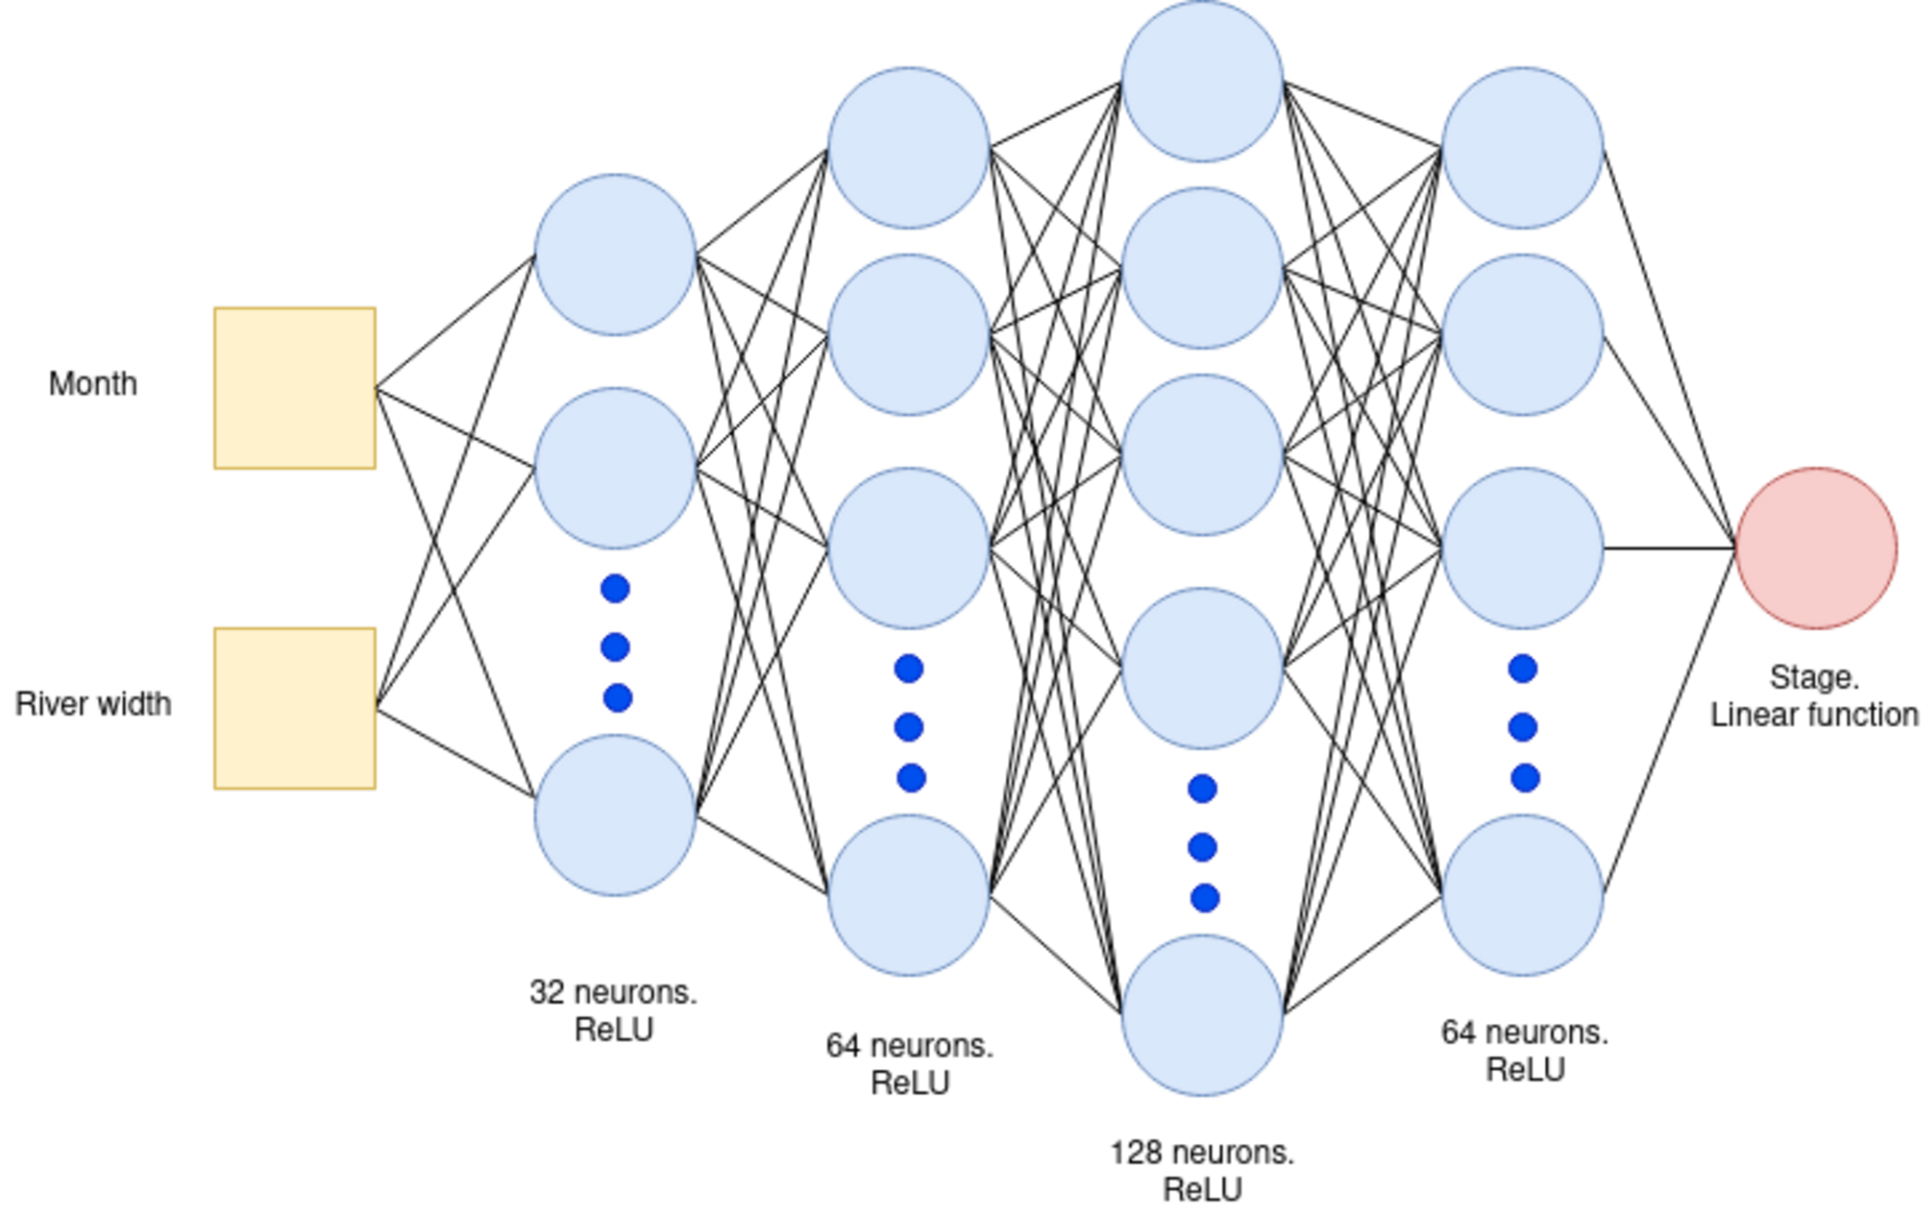 Month
River width
32 neurons.
ReLU
64 neurons.
ReLU
128 neurons.
ReLU
64 neurons.
ReLU
Stage.
Linear function